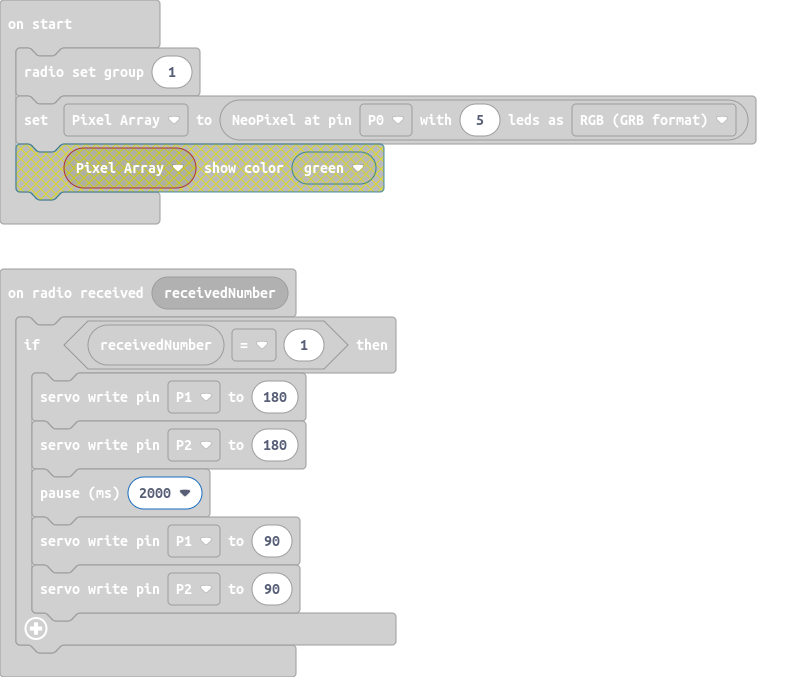 on start
radio set group 1
set Pixel Array to NeoPixel at pin P0 with 5 leds as RGB (GRB format)
Pixel Array show color green
on radio received receivedNumber
if receivedNumber = 1 then
servo write pin P1 to 180
servo write pin P2 to 180
pause (ms) 2000
servo write pin P1 to 90
servo write pin P2 to 90